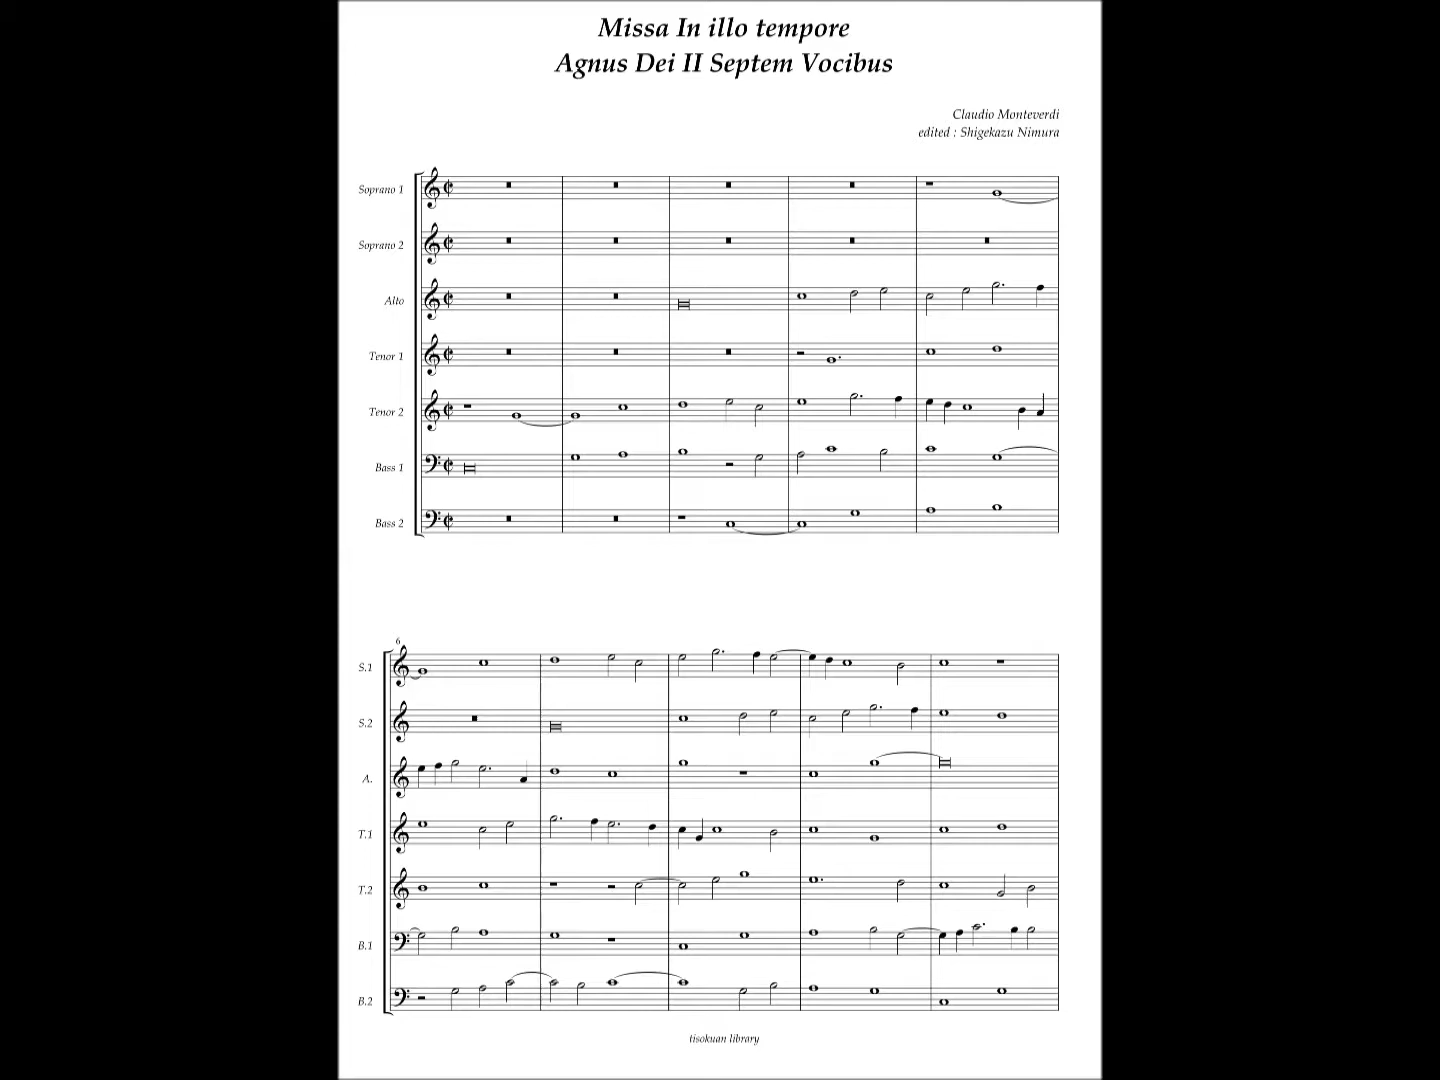 Missa In illo tempore
Agnus Dei II Septem Vocibus
Claudio Monteverdi
edited : Shigekazu Nimura
Soprano 1
Soprano 2
Alto
Tenor 1
Tenor 2
Bass 1
Bass 2
6
S.1
S.2
A.
T.1
T.2
B.1
B.2
tisokuan library